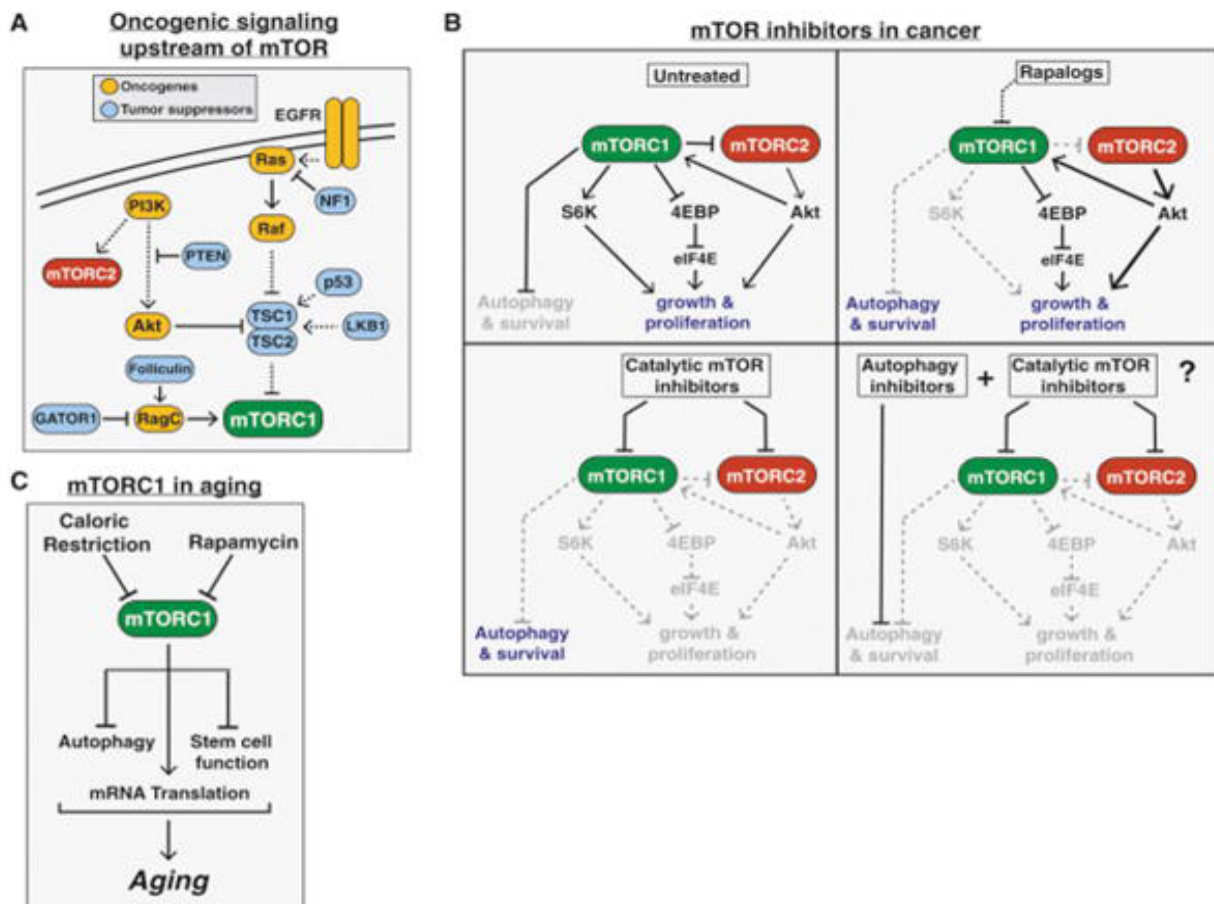 A
Oncogenic signaling
upstream of mTOR
Oncogenes
Tumor suppressors
EGFR
Ras
NF1
PI3K
Raf
PTEN
mTORC2
p53
TSC1
Akt
LKB1
TSC2
Folliculin
GATOR1
RagC
mTORC1
B
mTOR inhibitors in cancer
Untreated
mTORC1
mTORC2
S6K
4EBP
Akt
eIF4E
Autophagy
& survival
growth &
proliferation
Rapalogs
mTORC1
mTORC2
S6K
4EBP
Akt
eIF4E
Autophagy
& survival
growth &
proliferation
Catalytic mTOR
inhibitors
mTORC1
mTORC2
S6K
4EBP
Akt
eIF4E
Autophagy
& survival
growth &
proliferation
Autophagy
inhibitors
+
Catalytic mTOR
inhibitors
?
mTORC1
mTORC2
S6K
4EBP
Akt
eIF4E
Autophagy
& survival
growth &
proliferation
C
mTORC1 in aging
Caloric
Restriction
Rapamycin
mTORC1
Autophagy
Stem cell
function
mRNA Translation
Aging